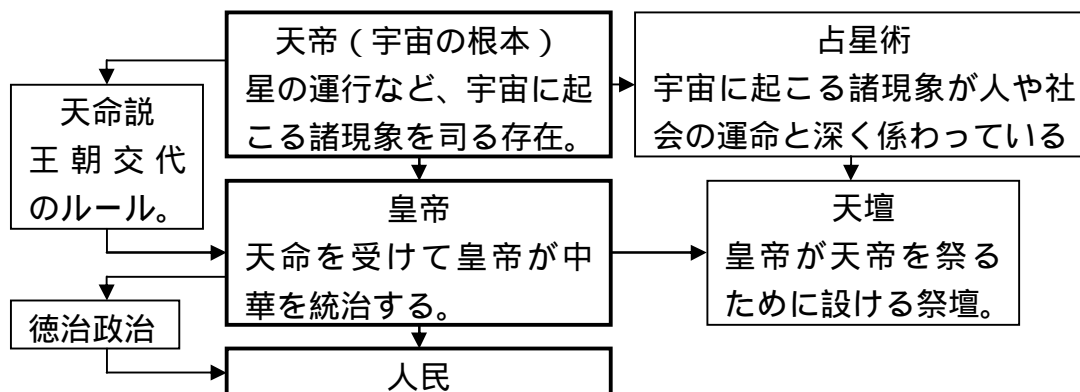 天帝(宇宙の根本)
星の運行など、宇宙に起
こる諸現象を司る存在。
占星術
宇宙に起こる諸現象が人や社
会の運命と深く係わっている
天命説
王朝交代
のルール。
皇帝
天命を受けて皇帝が中
華を統治する。
天壇
皇帝が天帝を祭る
ために設ける祭壇。
徳治政治
人民